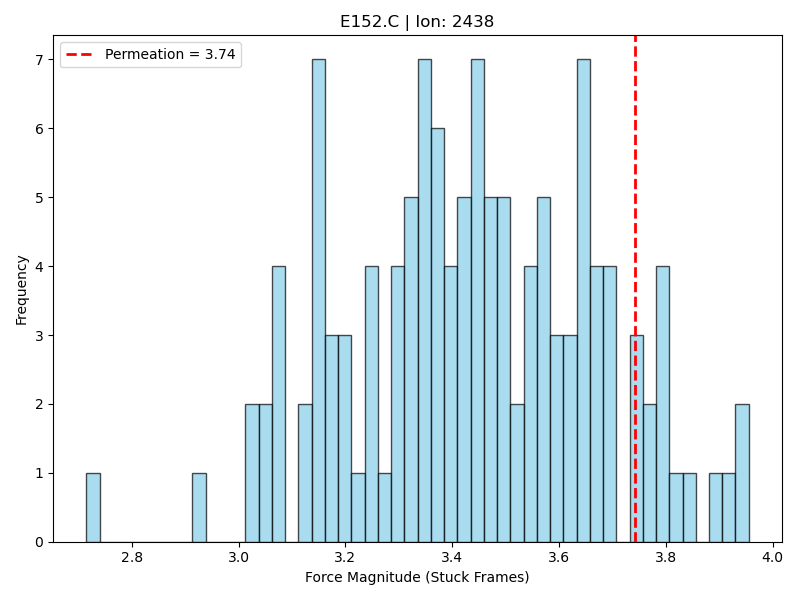 E152.C | Ion: 2438
Permeation = 3.74
7
6
5
4
3
2
1
0
Frequency
2.8 3.0 3.2 3.4 3.6 3.8 4.0
Force Magnitude (Stuck Frames)